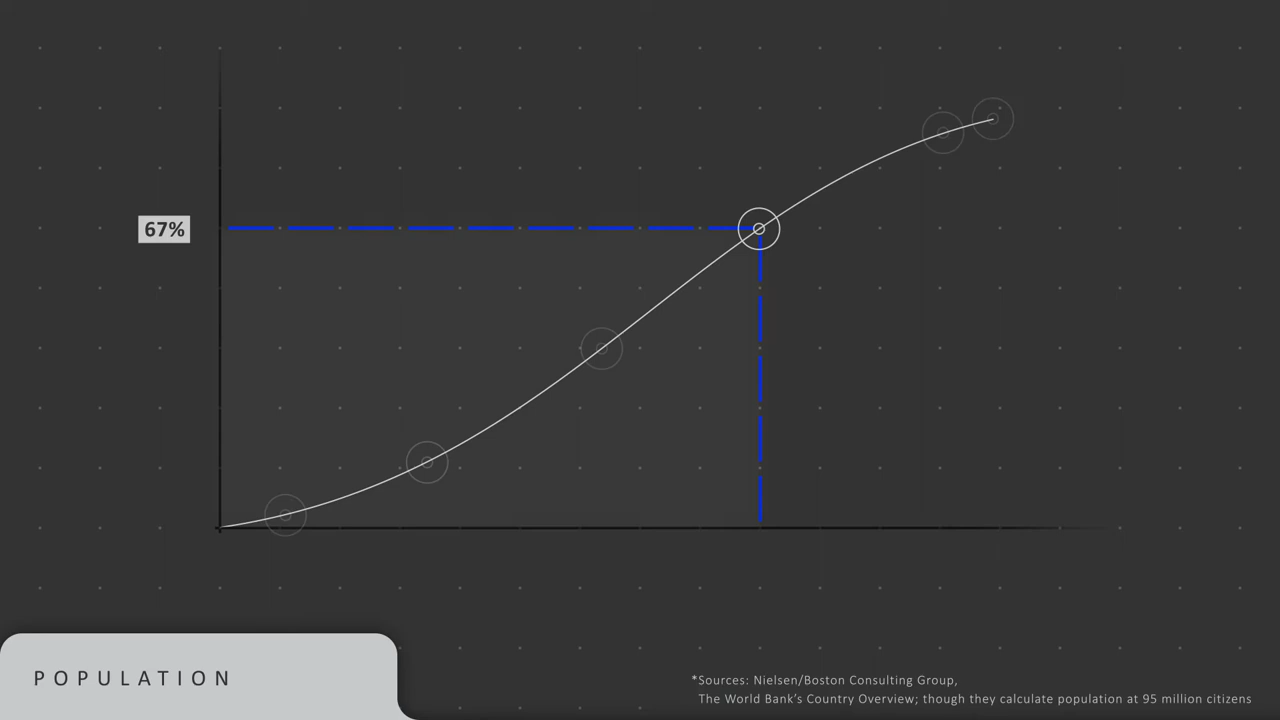 67%
POPULATION
*Sources: Nielsen/Boston Consulting Group,
The World Bank's Country Overview; though they calculate population at 95 million citizens